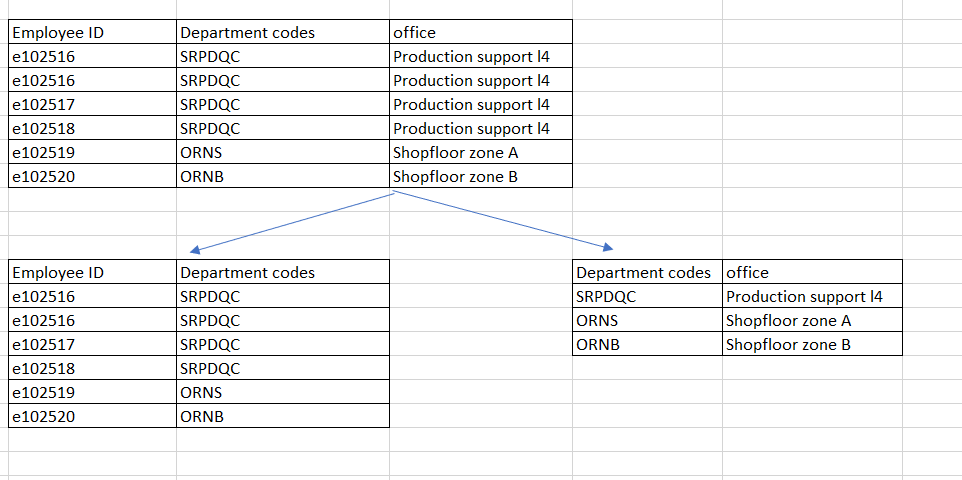 Employee ID Department codes office
e102516 SRPDQC Production support l4
e102516 SRPDQC Production support l4
e102517 SRPDQC Production support l4
e102518 SRPDQC Production support l4
e102519 ORNS Shopfloor zone A
e102520 ORNB Shopfloor zone B
Employee ID Department codes
e102516 SRPDQC
e102516 SRPDQC
e102517 SRPDQC
e102518 SRPDQC
e102519 ORNS
e102520 ORNB
Department codes office
SRPDQC Production support l4
ORNS Shopfloor zone A
ORNB Shopfloor zone B